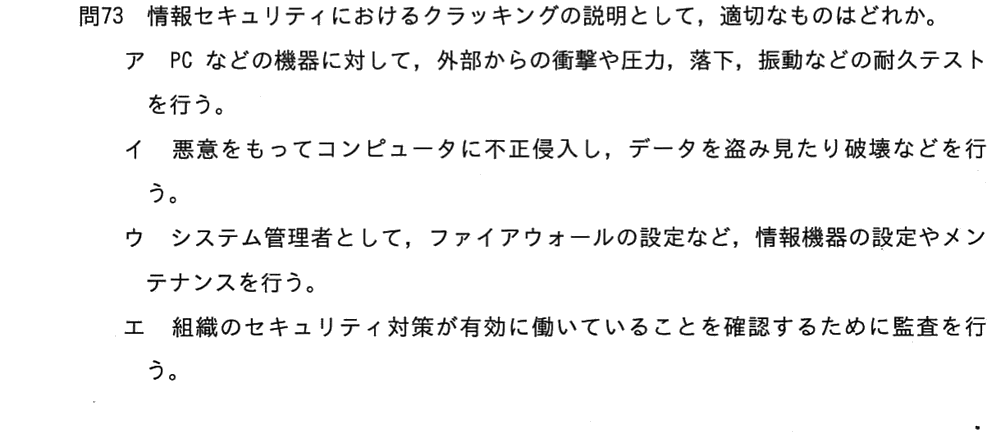 問73 情報セキュリティにおけるクラッキングの説明として，適切なものはどれか。
ア PC などの機器に対して，外部からの衝撃や圧力，落下，振動などの耐久テスト
を行う。
イ 悪意をもってコンピュータに不正侵入し，データを盗み見たり破壊などを行
う。
ウ システム管理者として，ファイアウォールの設定など，情報機器の設定やメン
テナンスを行う。
エ 組織のセキュリティ対策が有効に働いていることを確認するために監査を行
う。